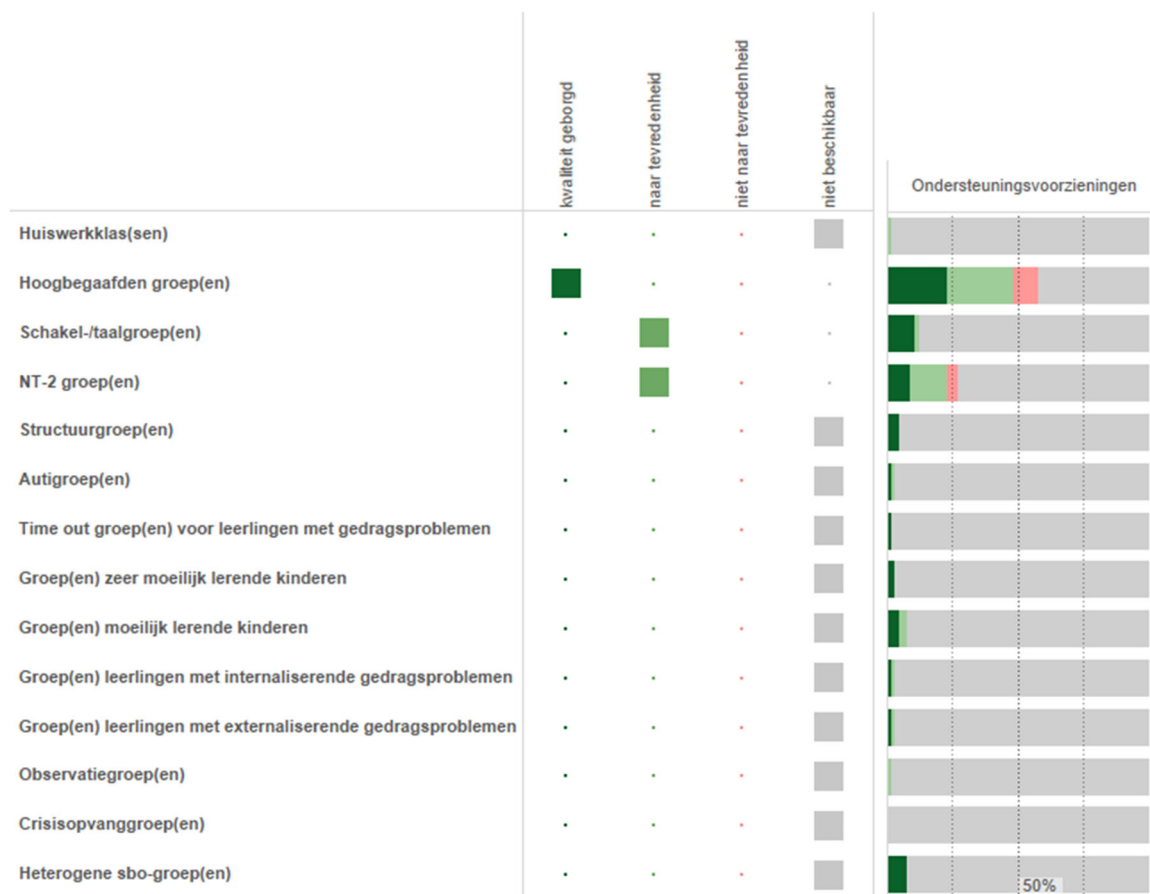 kwaliteit geborgd
naar tevredenheid
niet naar tevredenheid
niet beschikbaar
Ondersteuningsvoorzieningen
Huiswerkklas(sen)
Hoogbegaafden groep(en)
Schakel-/taalgroep(en)
NT-2 groep(en)
Structuurgroep(en)
Autigroep(en)
Time out groep(en) voor leerlingen met gedragsproblemen
Groep(en) zeer moeilijk lerende kinderen
Groep(en) moeilijk lerende kinderen
Groep(en) leerlingen met internaliserende gedragsproblemen
Groep(en) leerlingen met externaliserende gedragsproblemen
Observatiegroep(en)
Crisisopvanggroep(en)
Heterogene sbo-groep(en)
50%